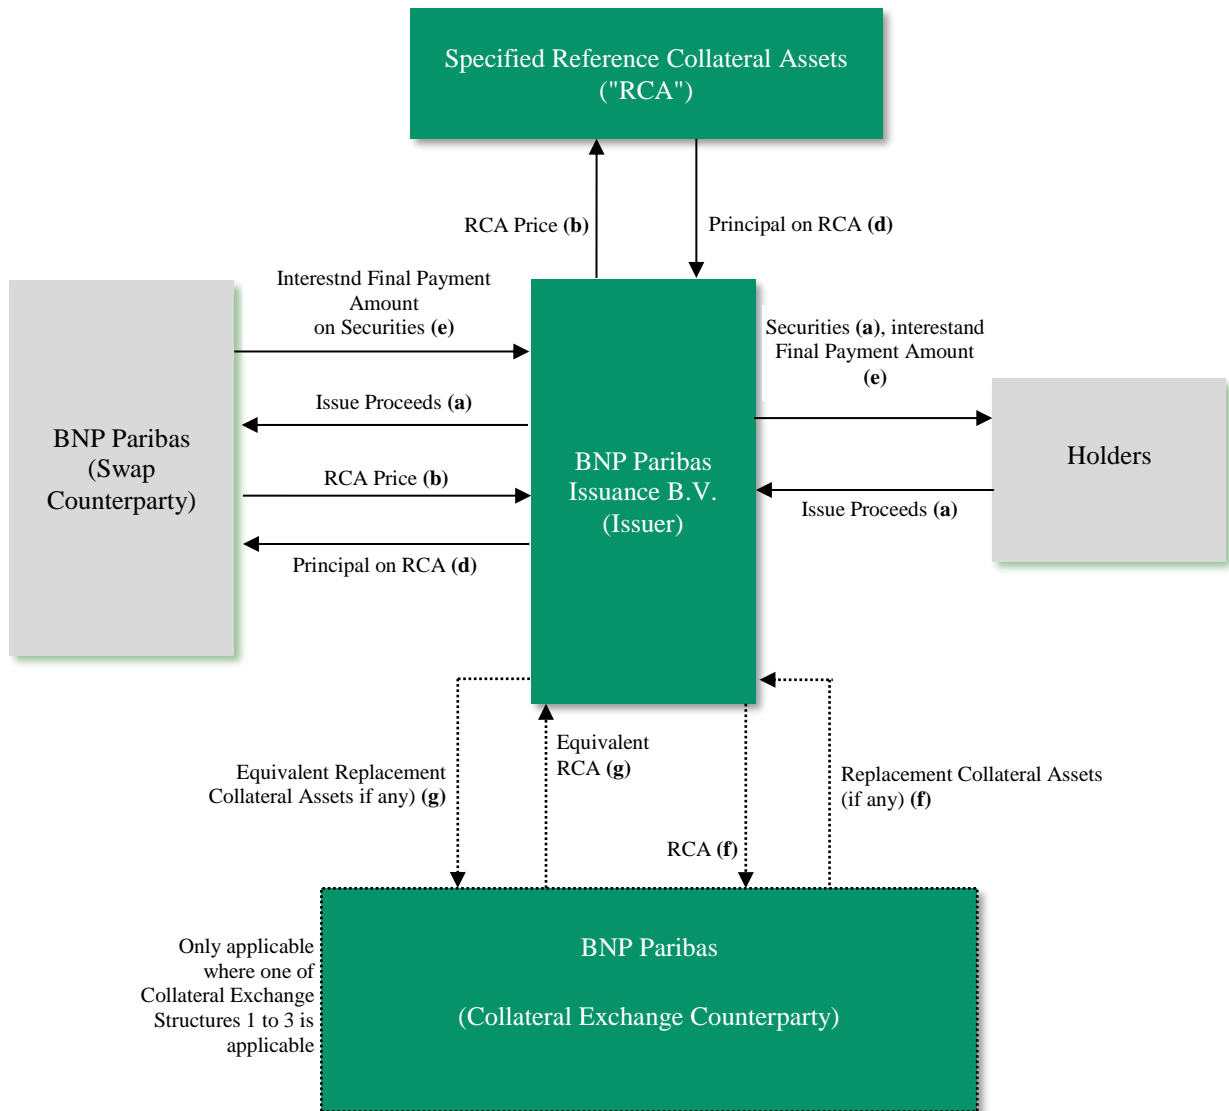 Specified Reference Collateral Assets
("RCA")
RCA Price (b)
Principal on RCA (d)
Interestnd Final Payment
Amount
on Securities (e)
Securities (a), interestand
Final Payment Amount
(e)
Issue Proceeds (a)
BNP Paribas
(Swap
Counterparty)
RCA Price (b)
BNP Paribas
Issuance B.V.
(Issuer)
Holders
Issue Proceeds (a)
Principal on RCA (d)
Equivalent Replacement
Collateral Assets if any) (g)
Equivalent
RCA (g)
RCA (f)
Replacement Collateral Assets
(if any) (f)
Only applicable
where one of
Collateral Exchange
Structures 1 to 3 is
applicable
BNP Paribas
(Collateral Exchange Counterparty)